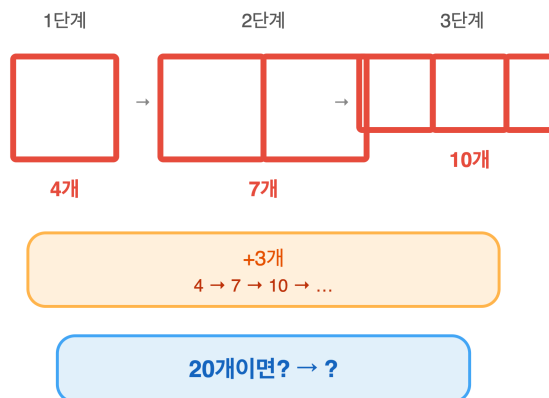 1단계
2단계
3단계
→
→
4개
7개
10개
+3개
4 → 7 → 10 → …
20개이면? → ?